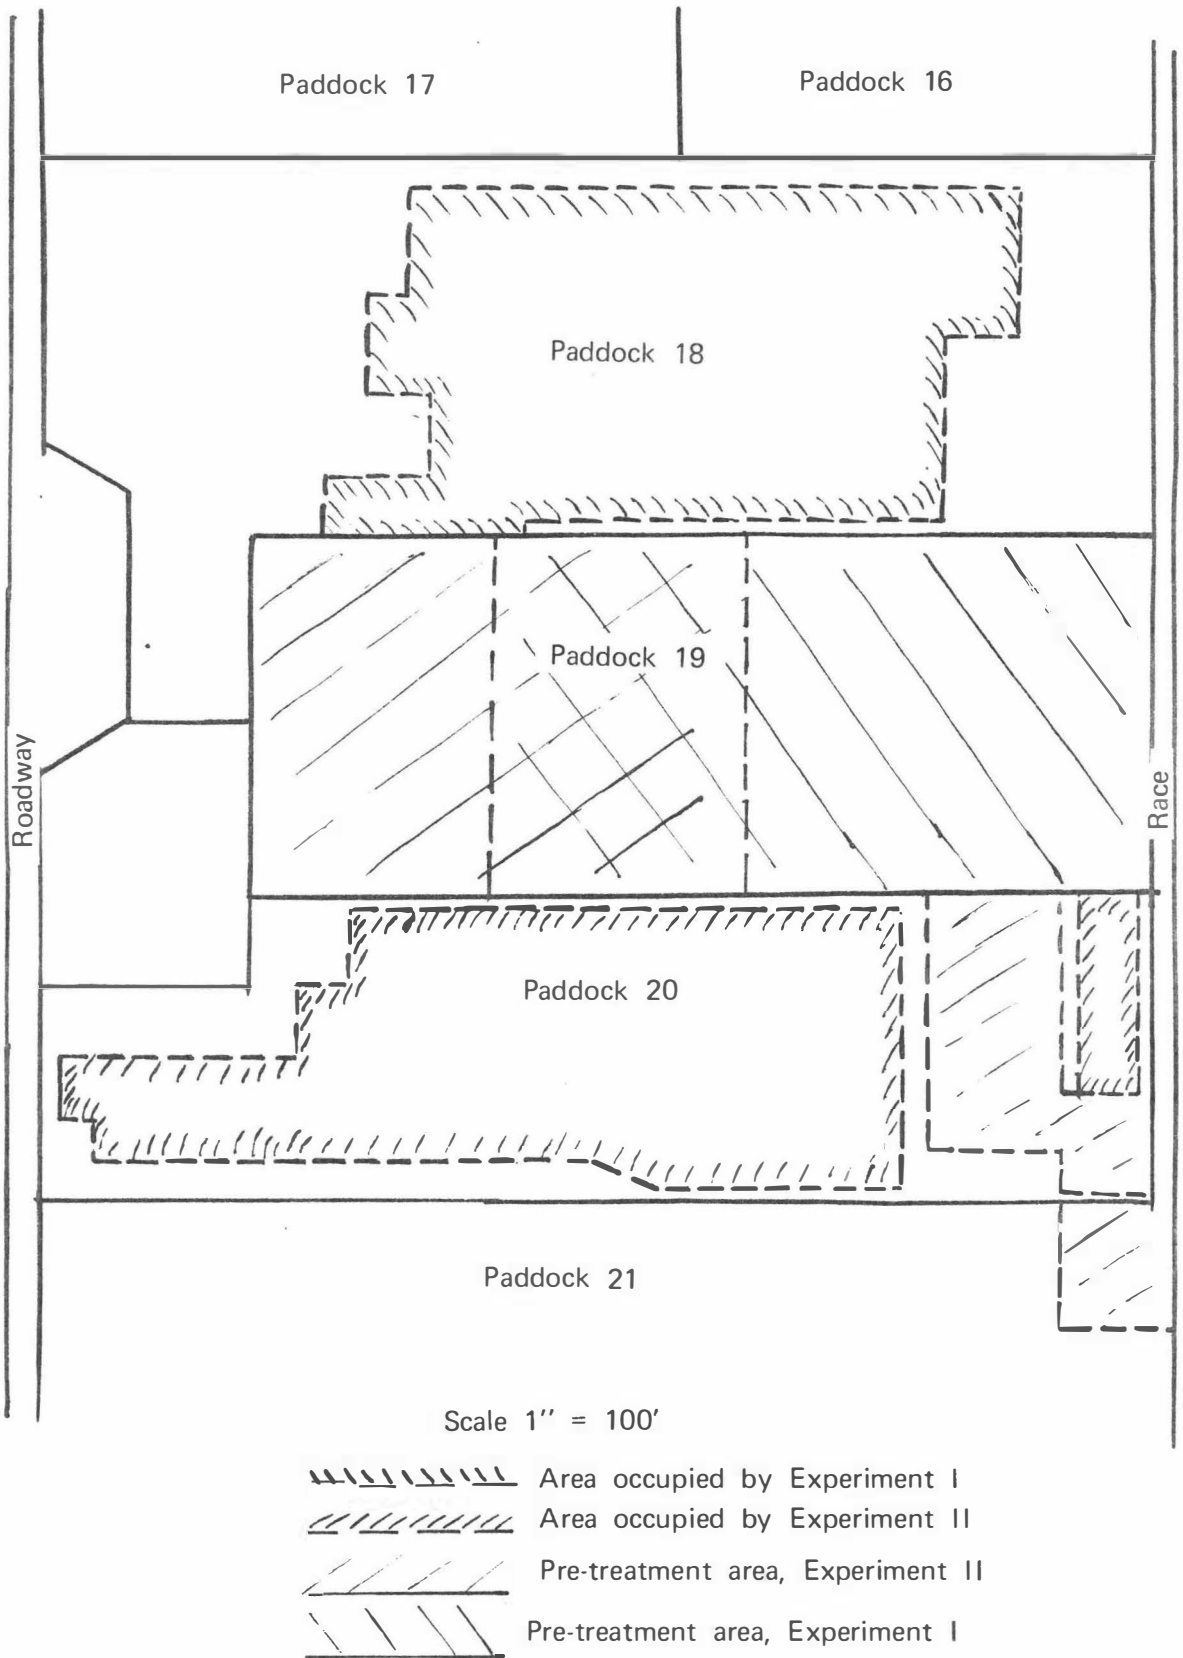 Paddock 17
Paddock 16
Paddock 18
Paddock 19
Roadway
Race
Paddock 20
Paddock 21
Scale 1" = 100'
Area occupied by Experiment I
Area occupied by Experiment II
Pre-treatment area, Experiment II
Pre-treatment area, Experiment I